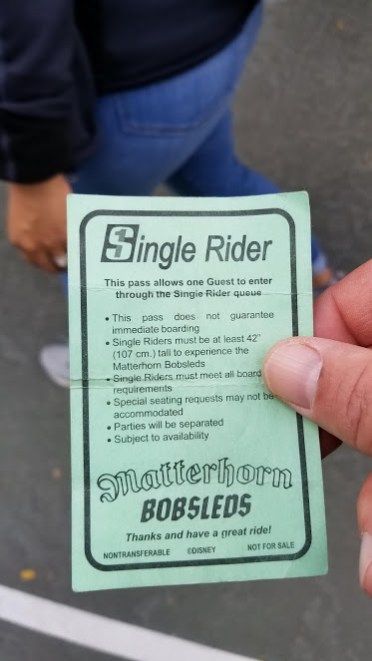 Single Rider
This pass allows one Guest to enter
through the Single Rider queue
• This pass does not guarantee
immediate boarding
• Single Riders must be at least 42"
(107 cm.) tall to experience the
Matterhorn Bobsleds
• Single Riders must meet all board
requirements
• Special seating requests may not be
accommodated
• Parties will be separated
• Subject to availability
Matterhorn
BOBSLEDS
Thanks and have a great ride!
NONTRANSFERABLE ©DISNEY NOT FOR SALE